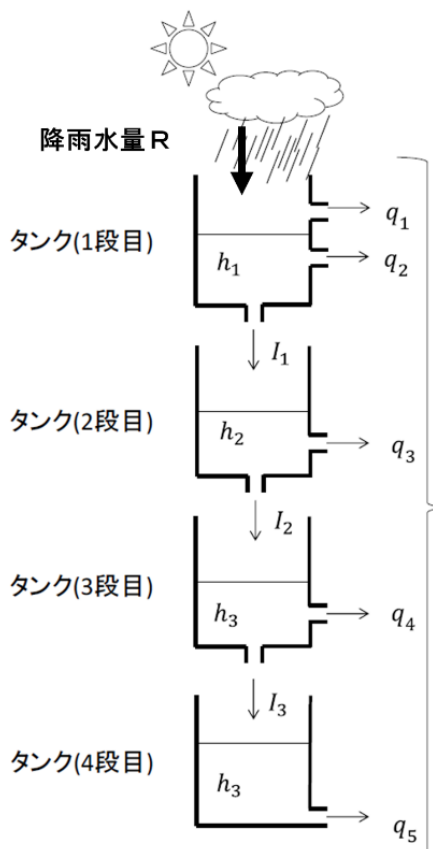 降雨水量R
タンク(1段目)
h₁
q₁
q₂
I₁
タンク(2段目)
h₂
q₃
I₂
タンク(3段目)
h₃
q₄
I₃
タンク(4段目)
h₃
q₅